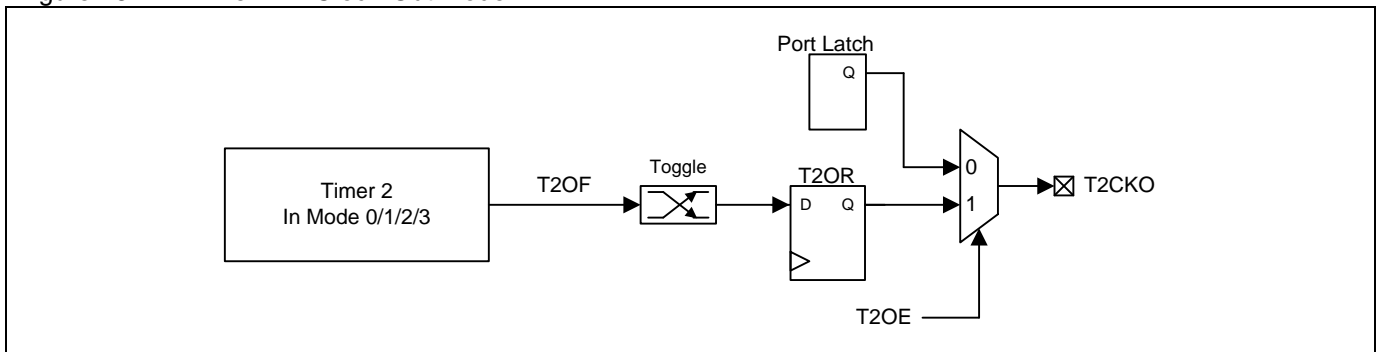 Port Latch
Q
Toggle
T2OR
T2OF
0
T2CKO
Timer 2
In Mode 0/1/2/3
D Q
1
T2OE